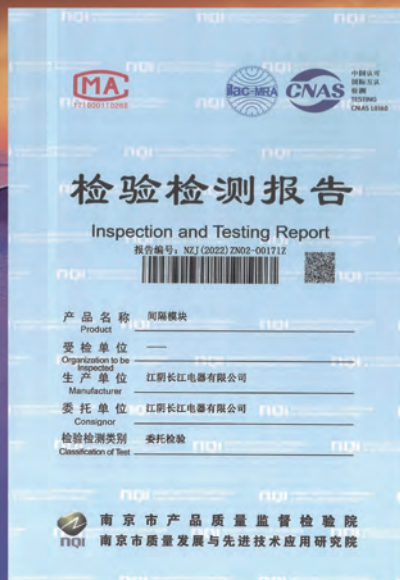 MA
171000110268
ilac-MRA
CNAS
中国认可
国际互认
检测
TESTING
CNAS L0160
检验检测报告
Inspection and Testing Report
报告编号：NZJ(2022)ZN02-00171Z
产品名称 间隔模块
Product
受检单位 ——
Organization to be
Inspected
生产单位 江阴长江电器有限公司
Manufacturer
委托单位 江阴长江电器有限公司
Consignor
检验检测类别 委托检验
Classification of Test
nqi
南京市产品质量监督检验院
南京市质量发展与先进技术应用研究院